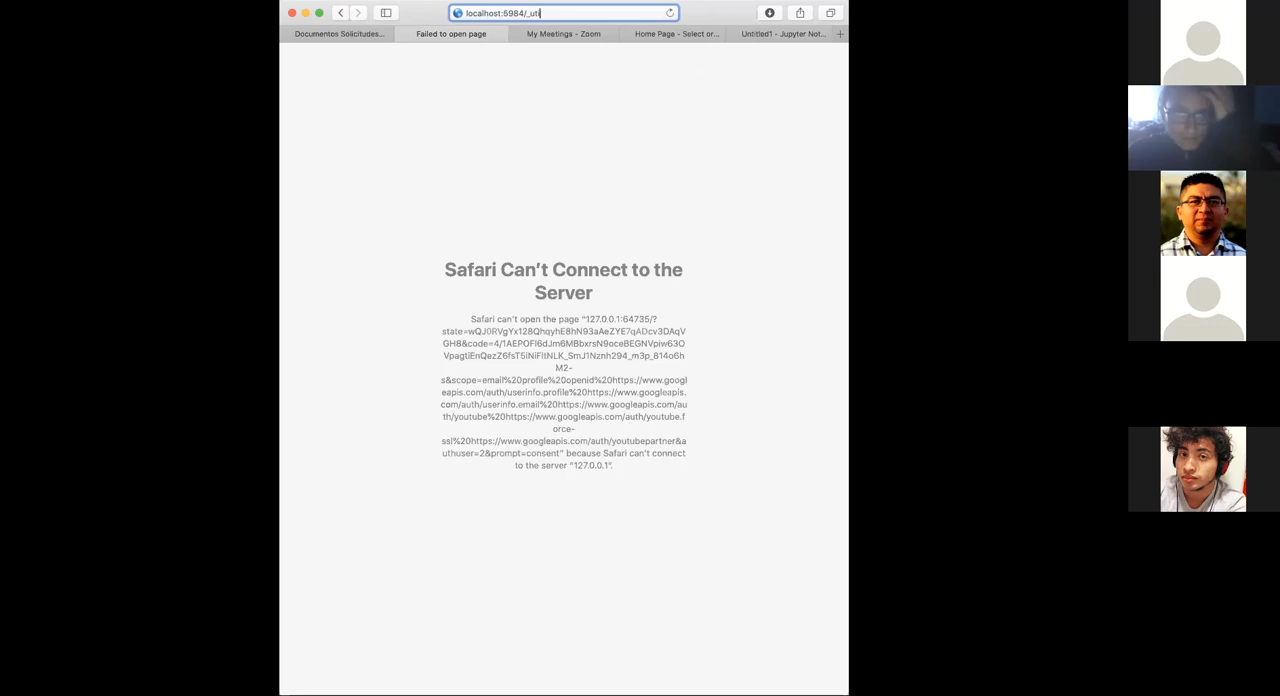 localhost:5984/_uti
Documentos Solicitudes...
Failed to open page
My Meetings - Zoom
Home Page - Select or...
Untitled1 - Jupyter Not...
Safari Can't Connect to the
Server
Safari can't open the page "127.0.0.1:64735/?
state=wQJ0RVgYx128QhqyhE8hN93aAeZYE7qADcv3DAqV
GH8&code=4/1AEPOFl6dJm6MBbxrsN9oceBEGNVpiw63O
VpagtiEnQezZ6fsT5iNiFltNLK_SmJ1Nznh294_m3p_814o6h
M2-
s&scope=email%20profile%20openid%20https://www.googl
eapis.com/auth/userinfo.profile%20https://www.googleapis.
com/auth/userinfo.email%20https://www.googleapis.com/au
th/youtube%20https://www.googleapis.com/auth/youtube.f
orce-
ssl%20https://www.googleapis.com/auth/youtubepartner&a
uthuser=2&prompt=consent" because Safari can't connect
to the server "127.0.0.1".